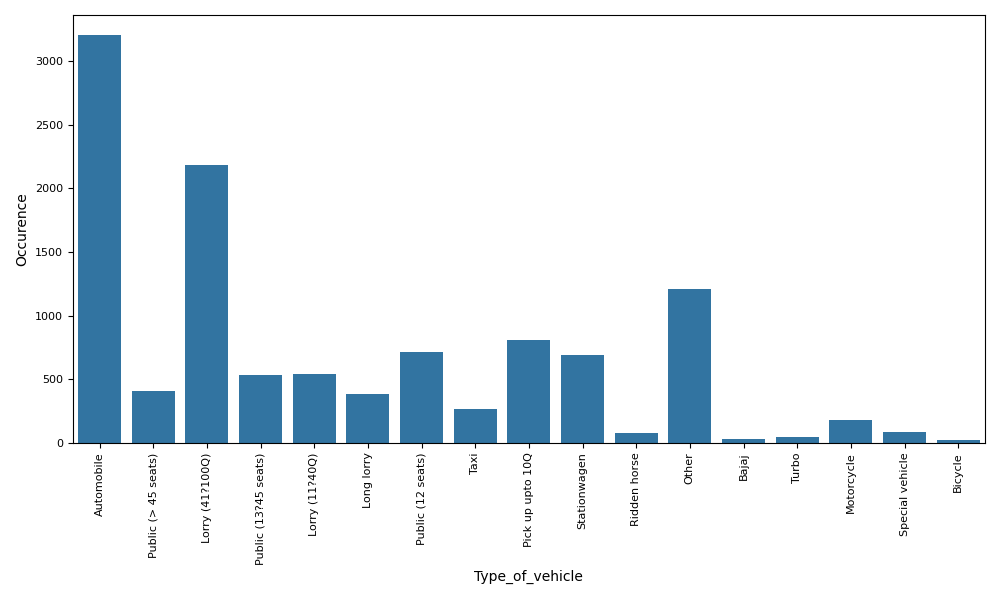 3000
2500
2000
1500
1000
500
0
Occurence
Automobile
Public (> 45 seats)
Lorry (41?100Q)
Public (13?45 seats)
Lorry (11?40Q)
Long lorry
Public (12 seats)
Taxi
Pick up upto 10Q
Stationwagen
Ridden horse
Other
Bajaj
Turbo
Motorcycle
Special vehicle
Bicycle
Type_of_vehicle